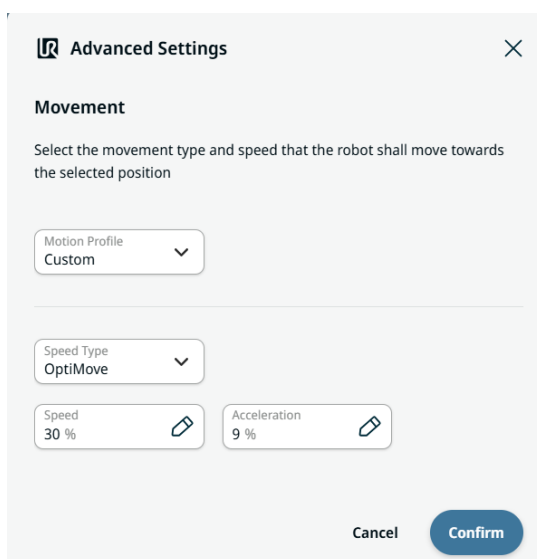 UR Advanced Settings
Movement
Select the movement type and speed that the robot shall move towards
the selected position
Motion Profile
Custom
Speed Type
OptiMove
Speed
30 %
Acceleration
9 %
Cancel
Confirm